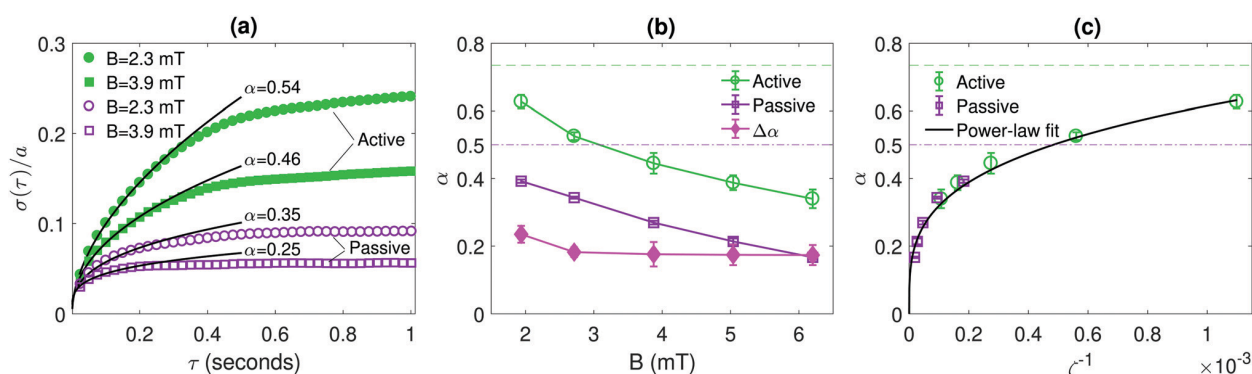 (a)
0.3
0.2
0.1
0
σ(τ)/a
B=2.3 mT
B=3.9 mT
B=2.3 mT
B=3.9 mT
α=0.54
Active
α=0.46
α=0.35
α=0.25
Passive
0.2 0.4 0.6 0.8 1
τ (seconds)
(b)
0.8
0.6
0.5
0.4
0.2
0
α
Active
Passive
Δα
2 3 4 5 6
B (mT)
(c)
0.8
0.6
0.5
0.4
0.2
0
α
Active
Passive
Power-law fit
0 0.2 0.4 0.6 0.8 1
×10⁻³